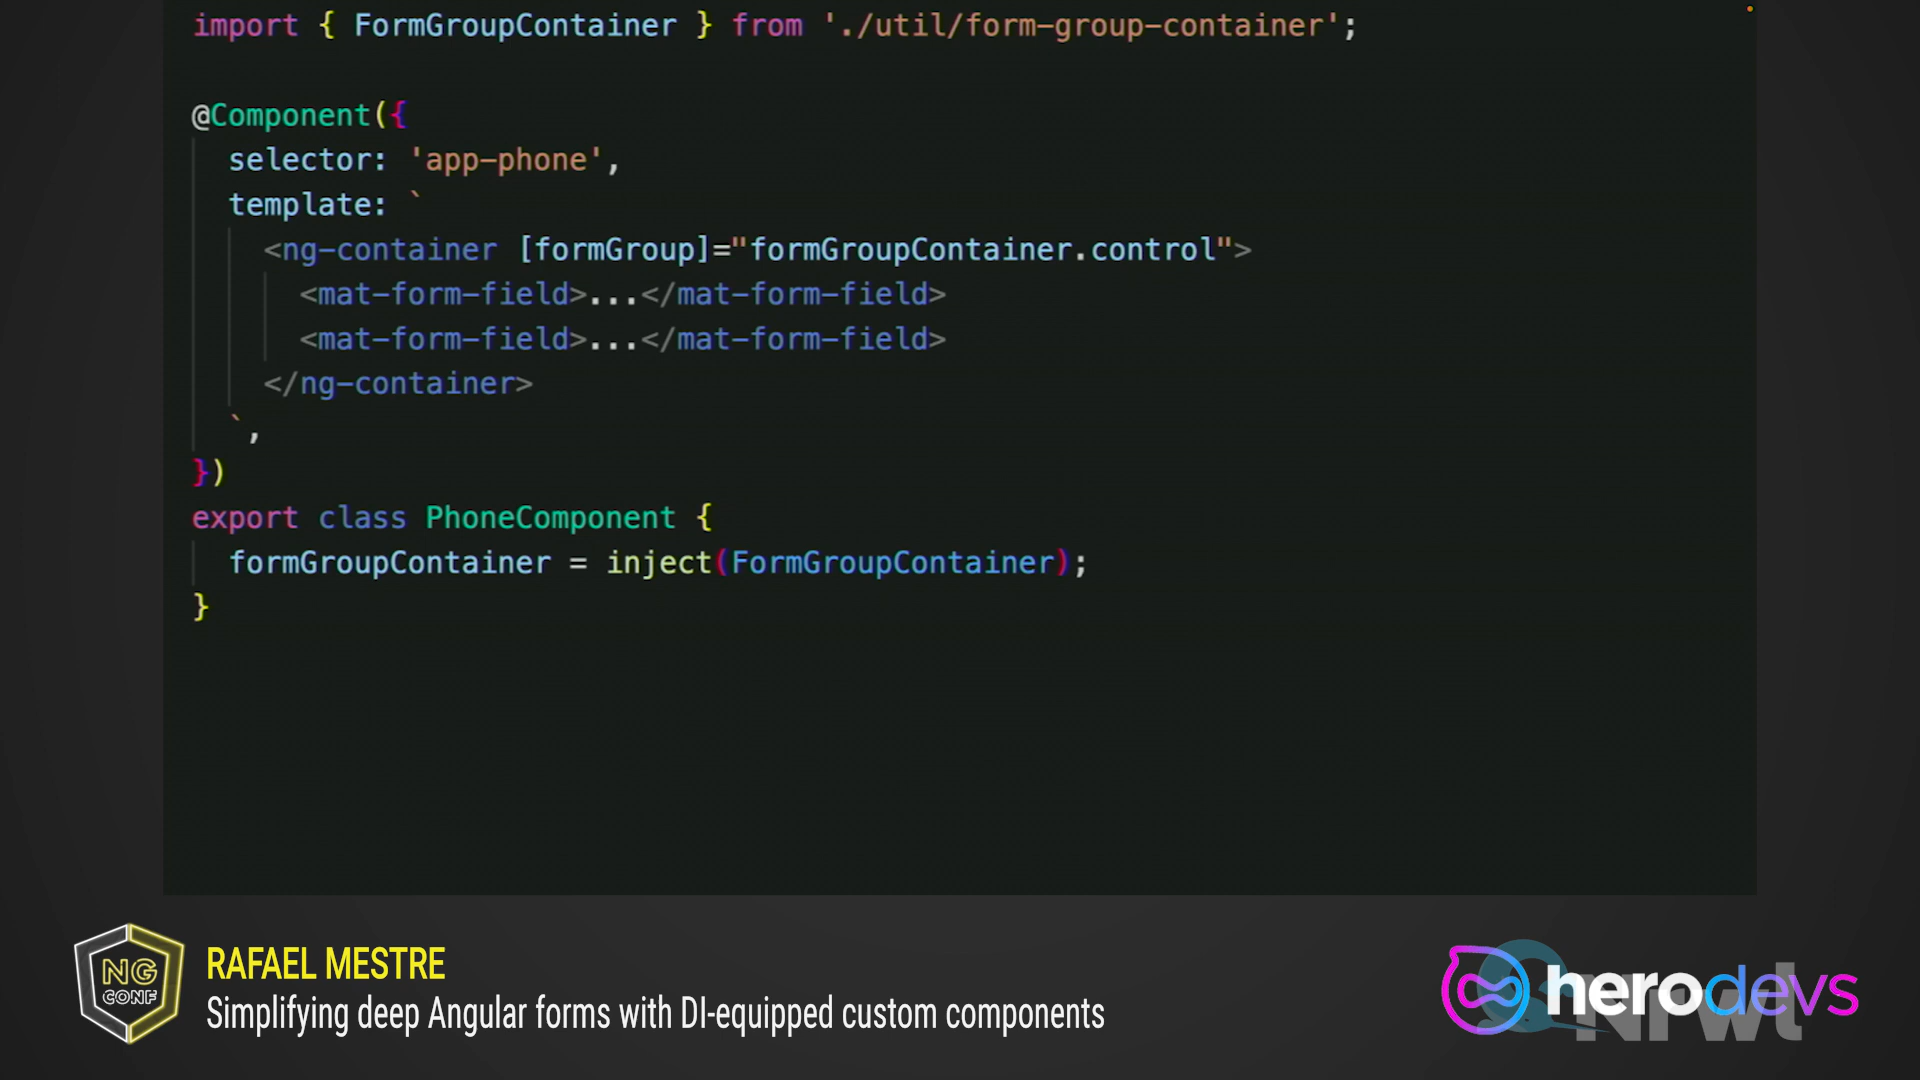 import { FormGroupContainer } from './util/form-group-container';
@Component({
selector: 'app-phone',
template: `
<ng-container [formGroup]="formGroupContainer.control">
<mat-form-field>...</mat-form-field>
<mat-form-field>...</mat-form-field>
</ng-container>
`,
})
export class PhoneComponent {
formGroupContainer = inject(FormGroupContainer);
}
NG
CONF
RAFAEL MESTRE
Simplifying deep Angular forms with DI-equipped custom components
herodevs
Nrwl